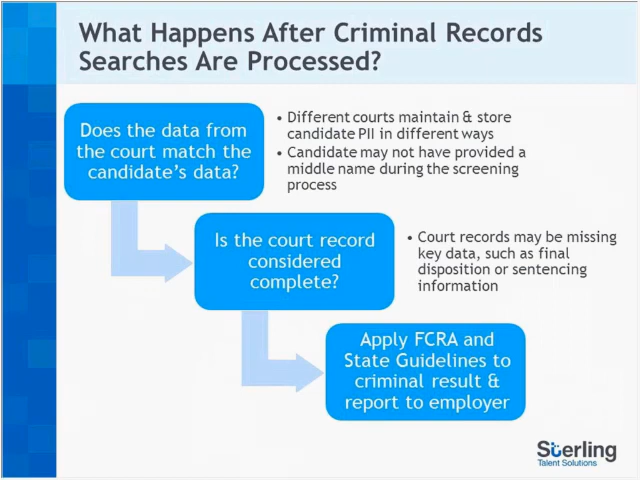 What Happens After Criminal Records
Searches Are Processed?
Does the data from
the court match the
candidate's data?
• Different courts maintain & store
candidate PII in different ways
• Candidate may not have provided a
middle name during the screening
process
Is the court record
considered
complete?
• Court records may be missing
key data, such as final
disposition or sentencing
information
Apply FCRA and
State Guidelines to
criminal result &
report to employer
Sterling
Talent Solutions